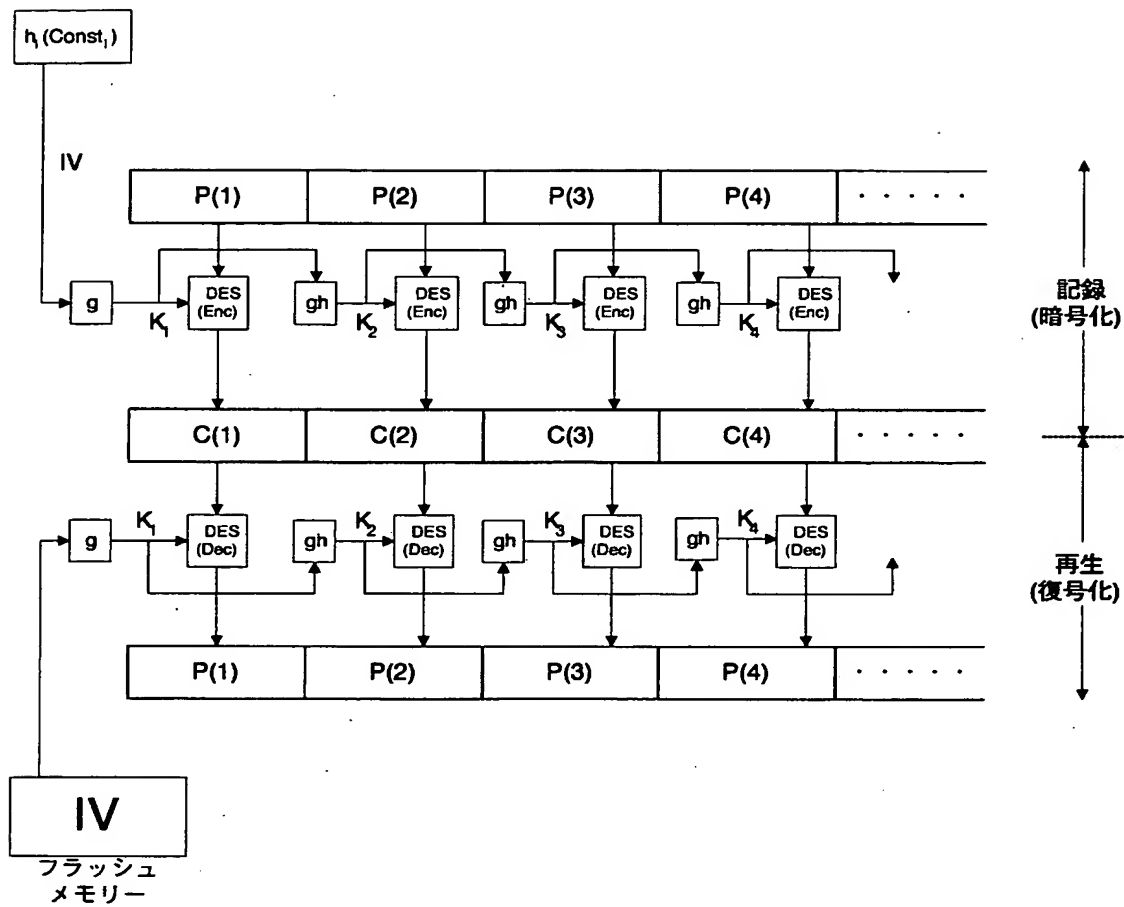 h₁(Const₁)
IV
P(1) P(2) P(3) P(4) · · · · ·
g K₁ DES (Enc) gh K₂ DES (Enc) gh K₃ DES (Enc) gh K₄ DES (Enc)
記録
(暗号化)
C(1) C(2) C(3) C(4) · · · · ·
g K₁ DES (Dec) gh K₂ DES (Dec) gh K₃ DES (Dec) gh K₄ DES (Dec)
再生
(復号化)
P(1) P(2) P(3) P(4) · · · · ·
IV
フラッシュ
メモリー